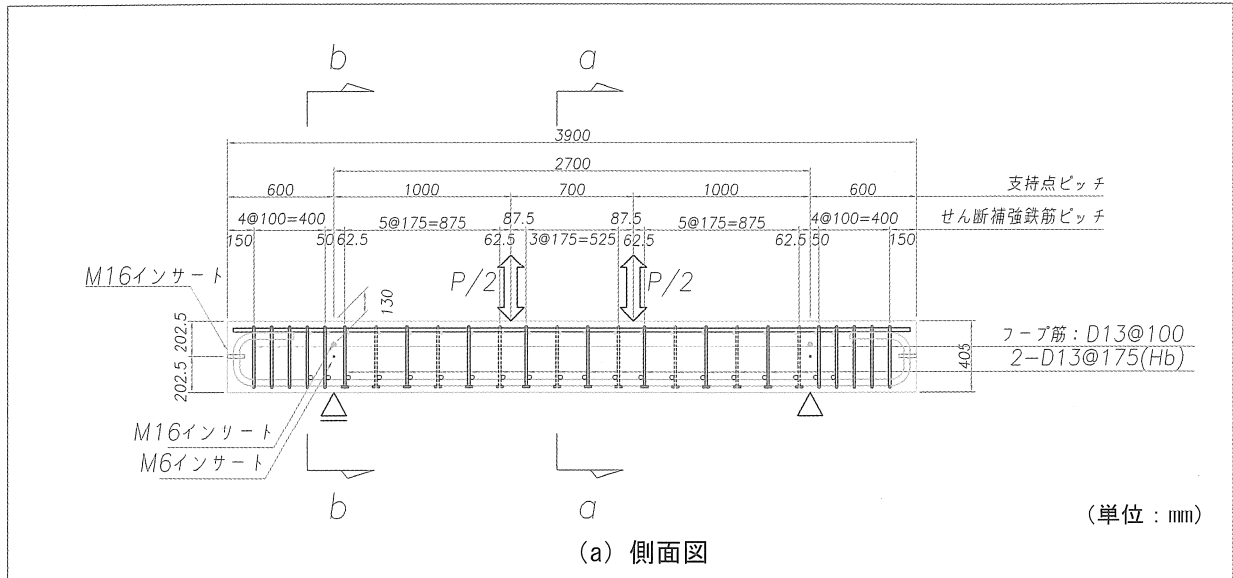 b
a
3900
2700
600
1000
700
1000
600
支持点ピッチ
4@100=400
5@175=875
87.5
87.5
5@175=875
4@100=400
せん断補強鉄筋ピッチ
150
50
62.5
62.5
3@175=525
62.5
62.5
50
150
M16インサート
P/2
P/2
130
202.5
202.5
405
フープ筋：D13@100
2-D13@175(Hb)
M16インリート
M6インサート
b
a
(単位：mm)
(a) 側面図